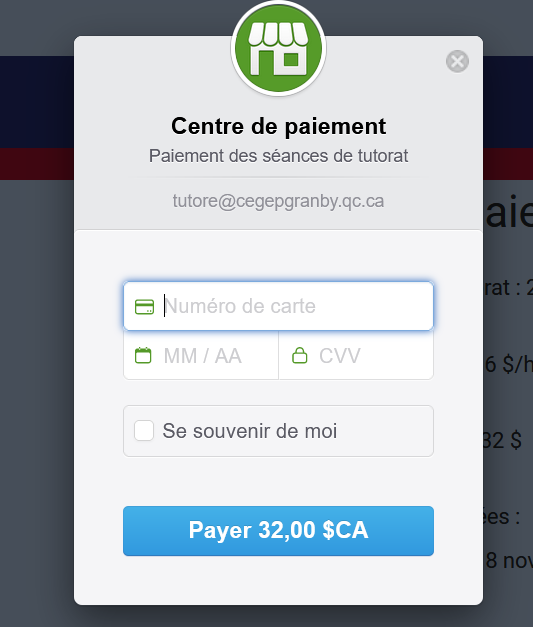 Centre de paiement
Paiement des séances de tutorat
tutore@cegepgranby.qc.ca
Numéro de carte
MM / AA
CVV
Se souvenir de moi
Payer 32,00 $CA
rat : 2
6 $/h
32 $
ées :
8 nov